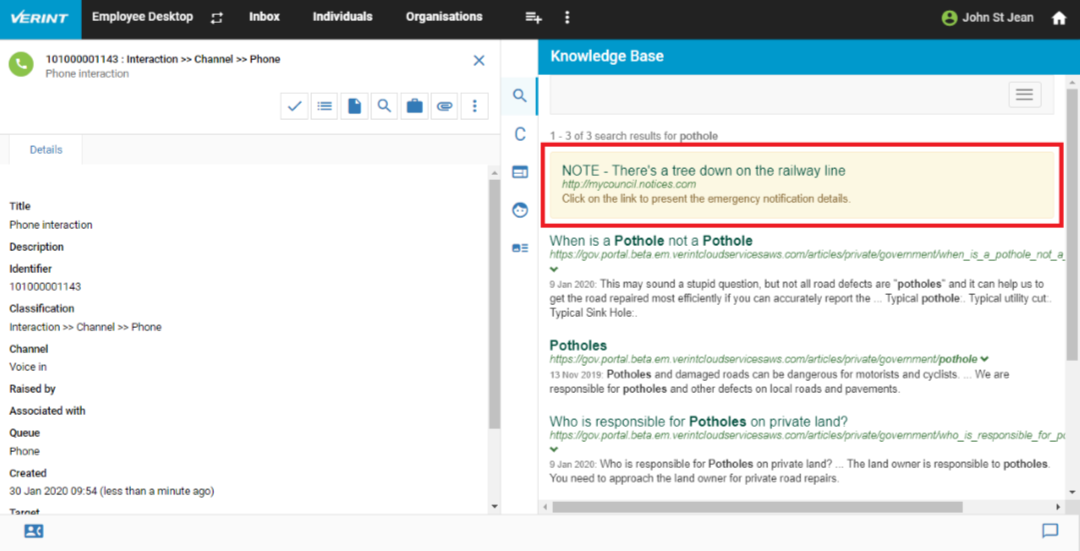 VERINT
Employee Desktop
Inbox
Individuals
Organisations
John St Jean
101000001143 : Interaction >> Channel >> Phone
Phone interaction
Details
Title
Phone interaction
Description
Identifier
101000001143
Classification
Interaction >> Channel >> Phone
Channel
Voice in
Raised by
Associated with
Queue
Phone
Created
30 Jan 2020 09:54 (less than a minute ago)
Target
Knowledge Base
C
1 - 3 of 3 search results for pothole
NOTE - There's a tree down on the railway line
http://mycouncil.notices.com
Click on the link to present the emergency notification details.
When is a Pothole not a Pothole
https://gov.portal.beta.em.verintcloudservicesaws.com/articles/private/government/when_is_a_pothole_not_a_
9 Jan 2020: This may sound a stupid question, but not all road defects are "potholes" and it can help us to
get the road repaired most efficiently if you can accurately report the ... Typical pothole:. Typical utility cut:.
Typical Sink Hole:.
Potholes
https://gov.portal.beta.em.verintcloudservicesaws.com/articles/private/government/pothole
13 Nov 2019: Potholes and damaged roads can be dangerous for motorists and cyclists. ... We are
responsible for potholes and other defects on local roads and pavements.
Who is responsible for Potholes on private land?
https://gov.portal.beta.em.verintcloudservicesaws.com/articles/private/government/who_is_responsible_for_po
9 Jan 2020: Who is responsible for Potholes on private land? ... The land owner is responsible to potholes.
You need to approach the land owner for private road repairs.